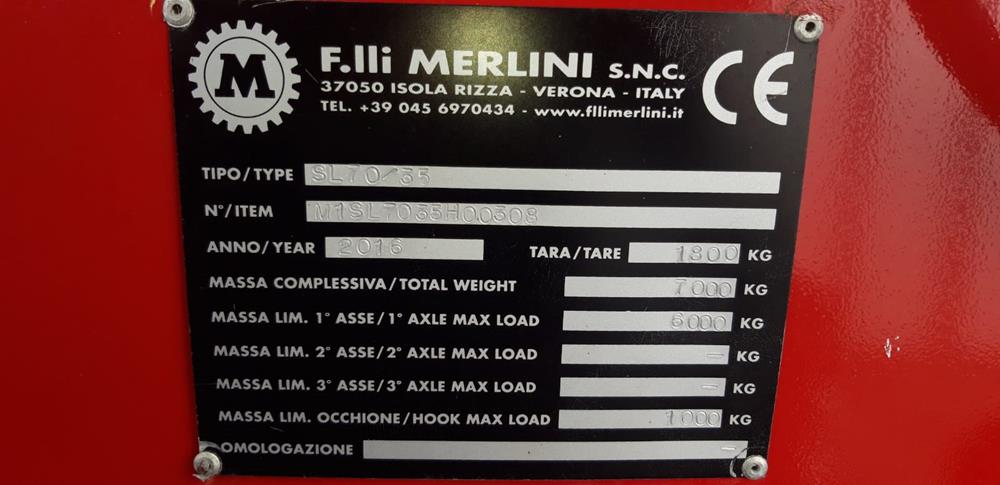 M
F.lli MERLINI S.N.C.
37050 ISOLA RIZZA - VERONA - ITALY
TEL. +39 045 6970434 - www.fllimerlini.it
CE
TIPO/TYPE SL70/35
N°/ITEM M1SL7035H00308
ANNO/YEAR 2016 TARA/TARE 1800 KG
MASSA COMPLESSIVA/TOTAL WEIGHT 7000 KG
MASSA LIM. 1° ASSE/1° AXLE MAX LOAD 6000 KG
MASSA LIM. 2° ASSE/2° AXLE MAX LOAD – KG
MASSA LIM. 3° ASSE/3° AXLE MAX LOAD – KG
MASSA LIM. OCCHIONE/HOOK MAX LOAD 1000 KG
OMOLOGAZIONE –